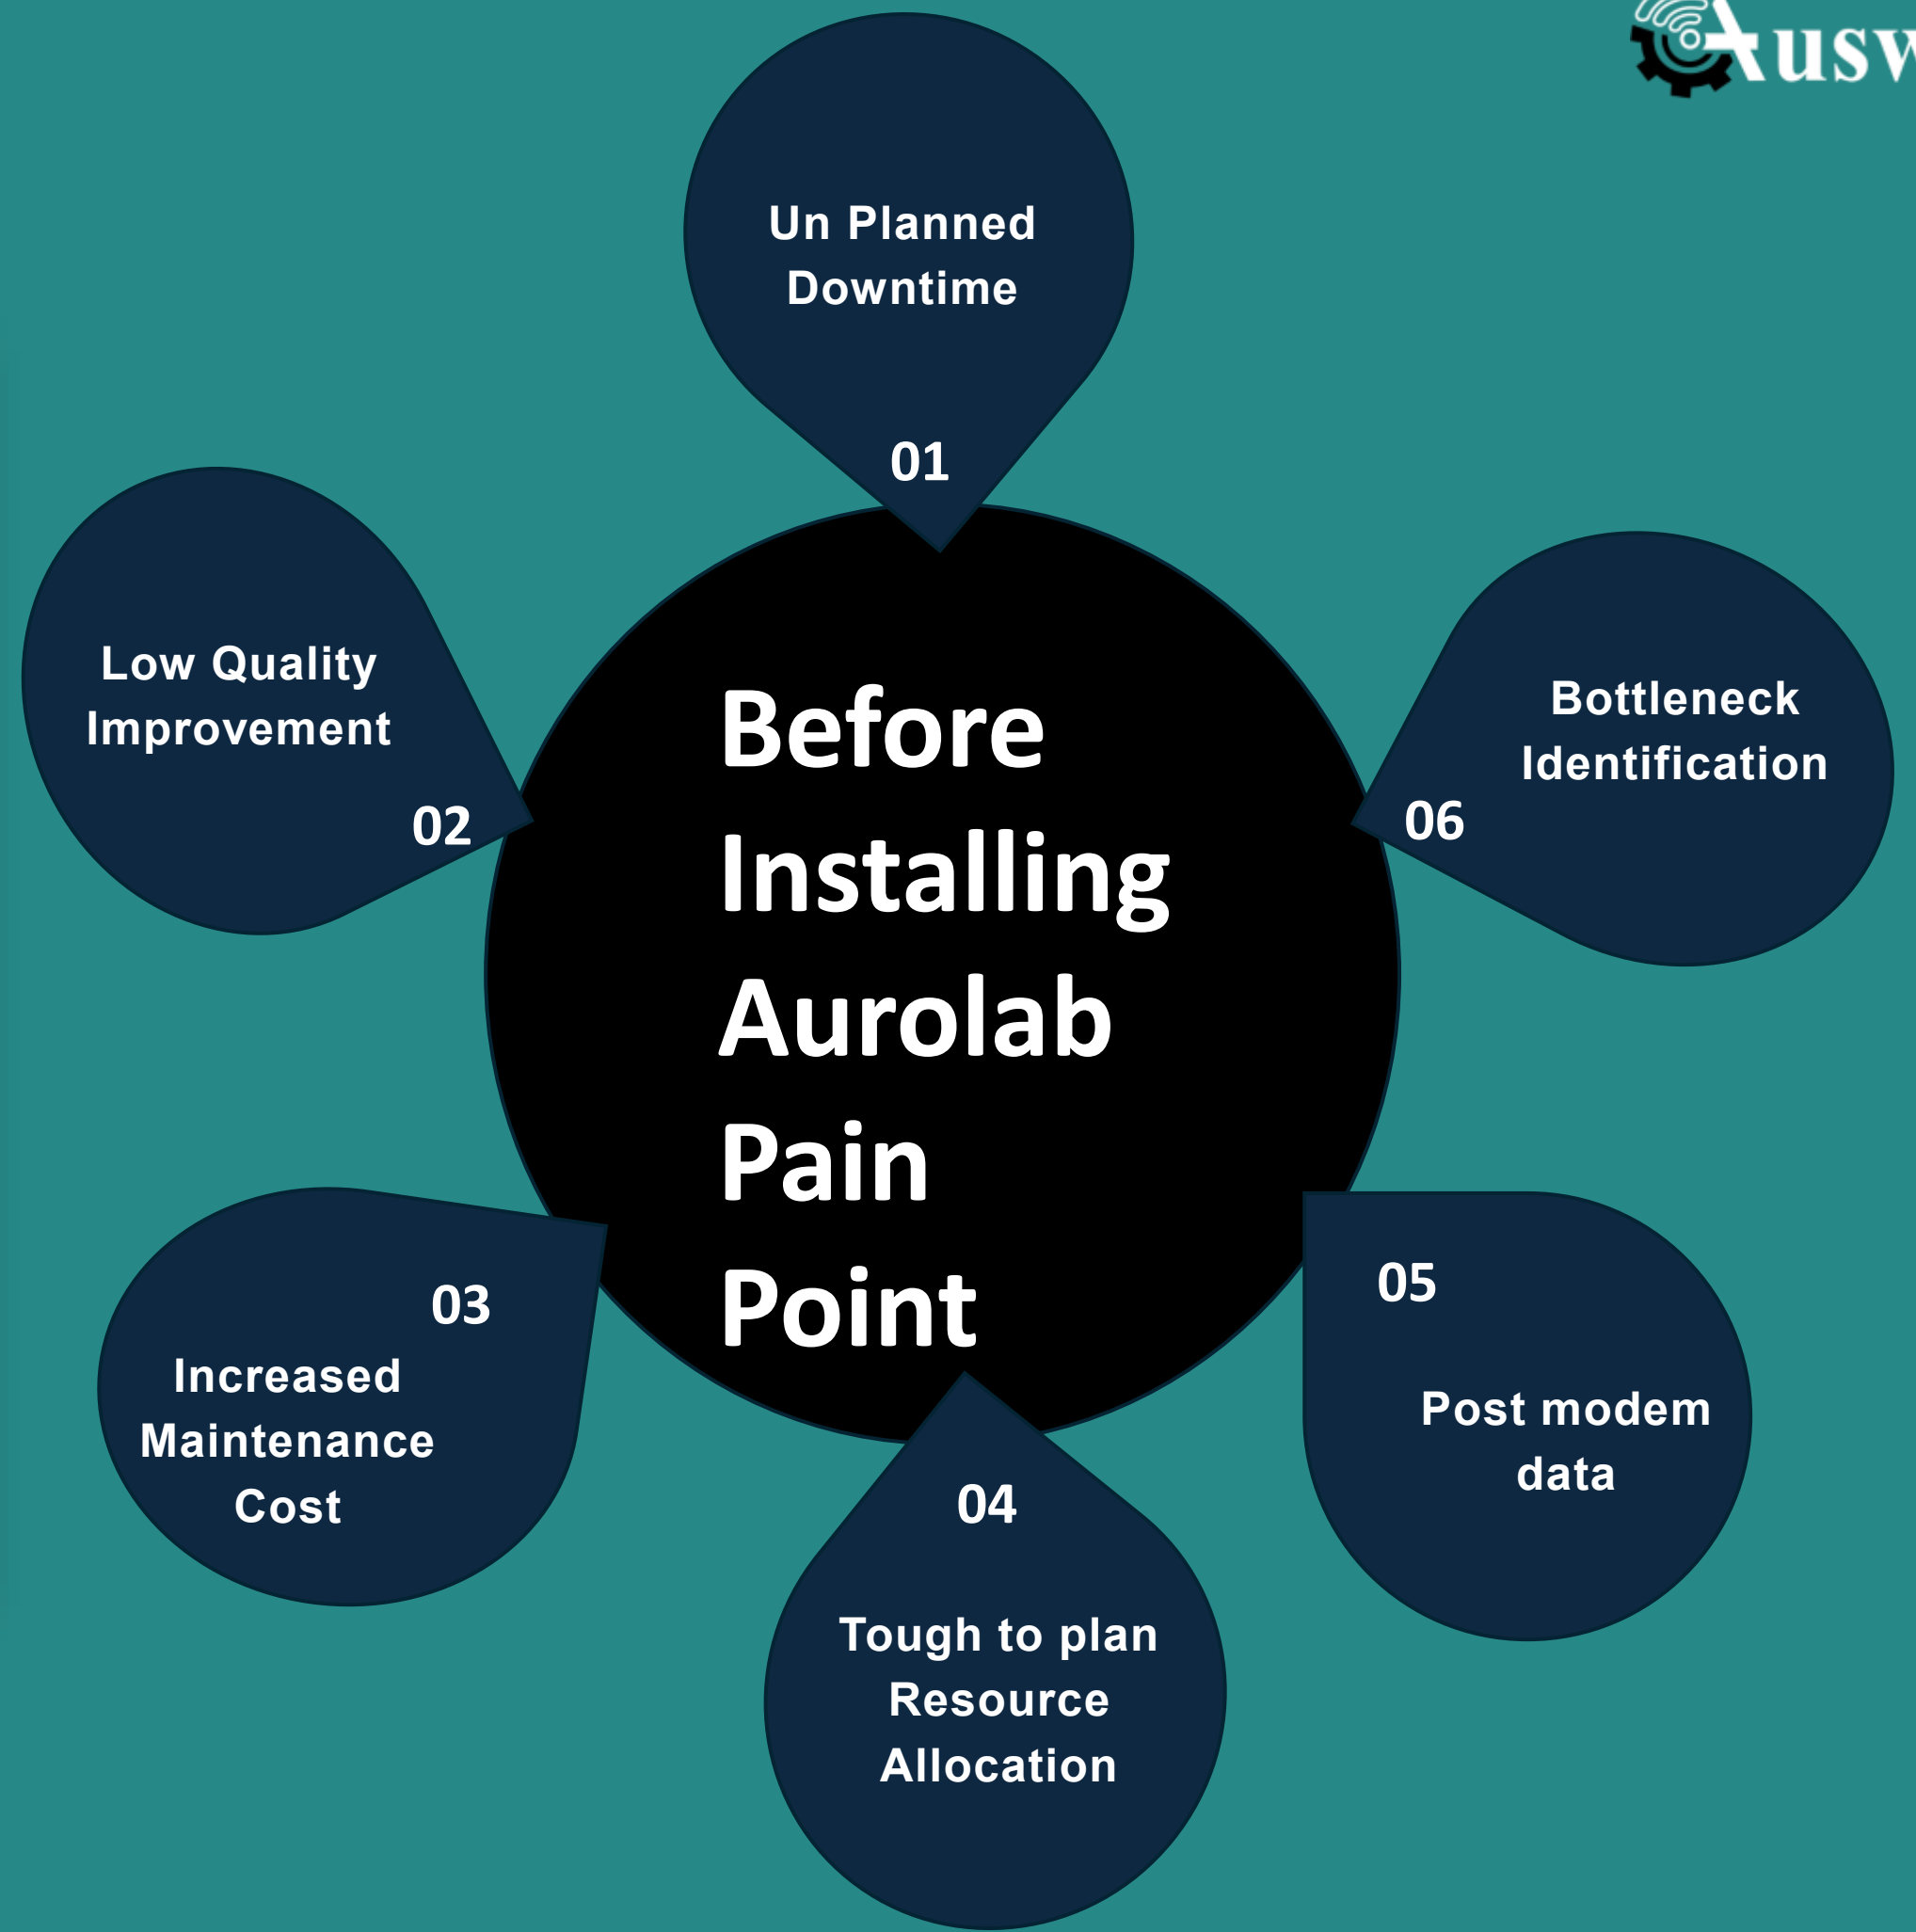 Un Planned
Downtime
01
Low Quality
Improvement
02
Bottleneck
Identification
06
Before
Installing
Aurolab
Pain
Point
03
Increased
Maintenance
Cost
05
Post modem
data
04
Tough to plan
Resource
Allocation